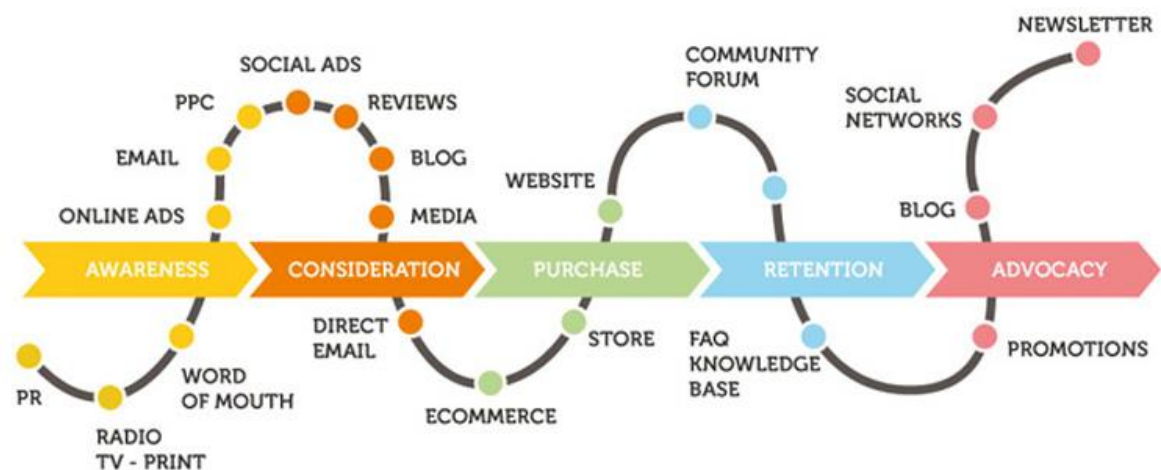 NEWSLETTER
COMMUNITY
FORUM
SOCIAL ADS
PPC
REVIEWS
SOCIAL
NETWORKS
EMAIL
BLOG
WEBSITE
ONLINE ADS
MEDIA
BLOG
AWARENESS
CONSIDERATION
PURCHASE
RETENTION
ADVOCACY
DIRECT
EMAIL
STORE
FAQ
KNOWLEDGE
BASE
PROMOTIONS
PR
WORD
OF MOUTH
ECOMMERCE
RADIO
TV - PRINT